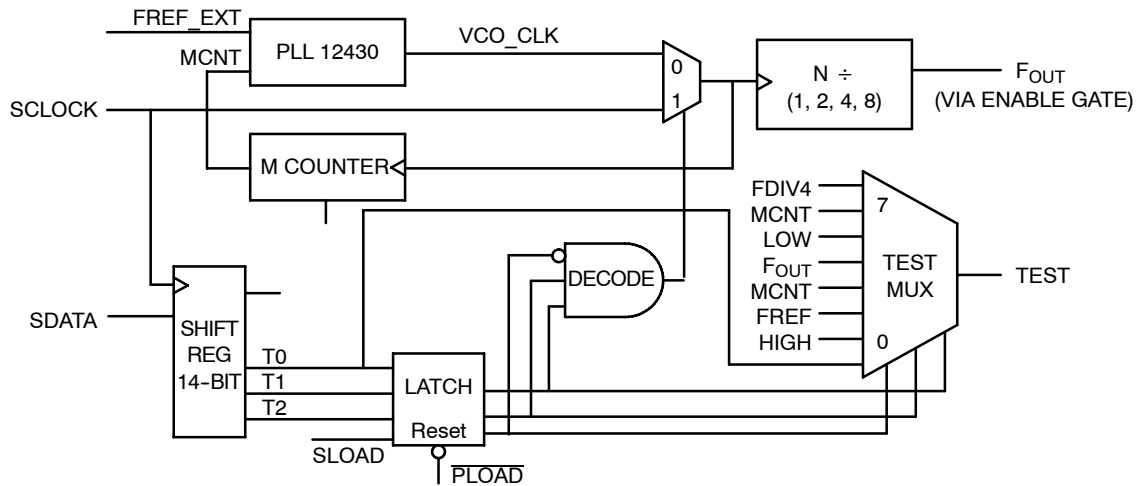 FREF_EXT
MCNT
PLL 12430
VCO_CLK
SCLOCK
0
1
N ÷
(1, 2, 4, 8)
FOUT
(VIA ENABLE GATE)
M COUNTER
FDIV4
MCNT
LOW
FOUT
MCNT
FREF
HIGH
7
TEST
MUX
0
TEST
DECODE
SDATA
SHIFT
REG
14-BIT
T0
T1
T2
LATCH
Reset
SLOAD
PLOAD